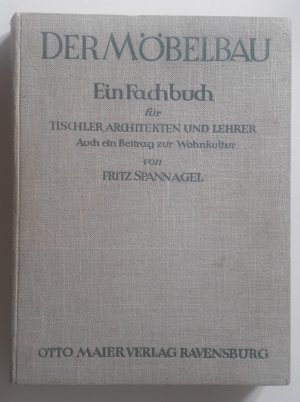 DER MÖBELBAU
Ein Fachbuch
für
TISCHLER, ARCHITEKTEN UND LEHRER
Auch ein Beitrag zur Wohnkultur
von
FRITZ SPANNAGEL
OTTO MAIER VERLAG RAVENSBURG